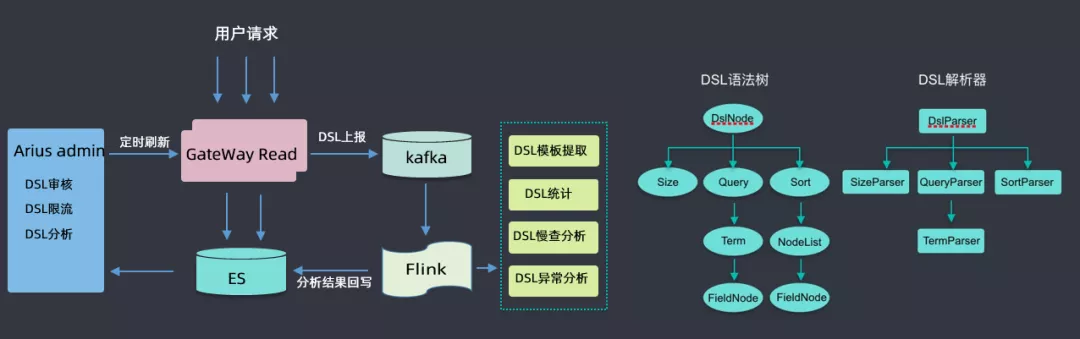 用户请求
Arius admin
DSL审核
DSL限流
DSL分析
定时刷新
GateWay Read
DSL上报
kafka
ES
分析结果回写
Flink
DSL模板提取
DSL统计
DSL慢查分析
DSL异常分析
DSL语法树
DslNode
Size
Query
Sort
Term
NodeList
FieldNode
FieldNode
DSL解析器
DslParser
SizeParser
QueryParser
SortParser
TermParser